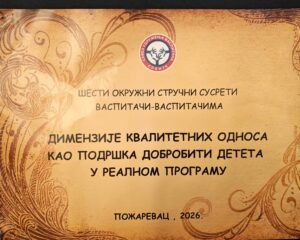 ШЕСТИ ОКРУЖНИ СТРУЧНИ СУСРЕТИ
ВАСПИТАЧИ-ВАСПИТАЧИМА
ДИМЕНЗИЈЕ КВАЛИТЕТНИХ ОДНОСА
КАО ПОДРШКА ДОБРОБИТИ ДЕТЕТА
У РЕАЛНОМ ПРОГРАМУ
ПОЖАРЕВАЦ , 2026.